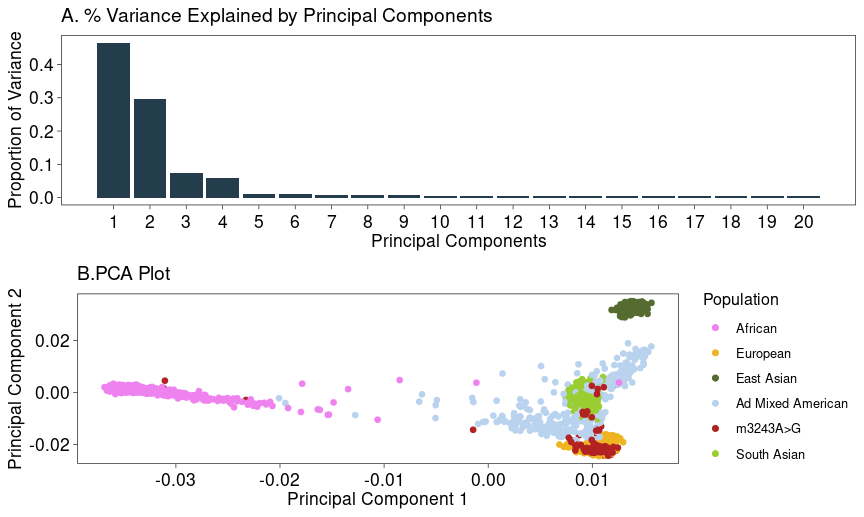 A. % Variance Explained by Principal Components
Proportion of Variance
0.4
0.3
0.2
0.1
0.0
1 2 3 4 5 6 7 8 9 10 11 12 13 14 15 16 17 18 19 20
Principal Components
B.PCA Plot
Principal Component 2
0.02
0.00
-0.02
-0.03 -0.02 -0.01 0.00 0.01
Principal Component 1
Population
African
European
East Asian
Ad Mixed American
m3243A>G
South Asian